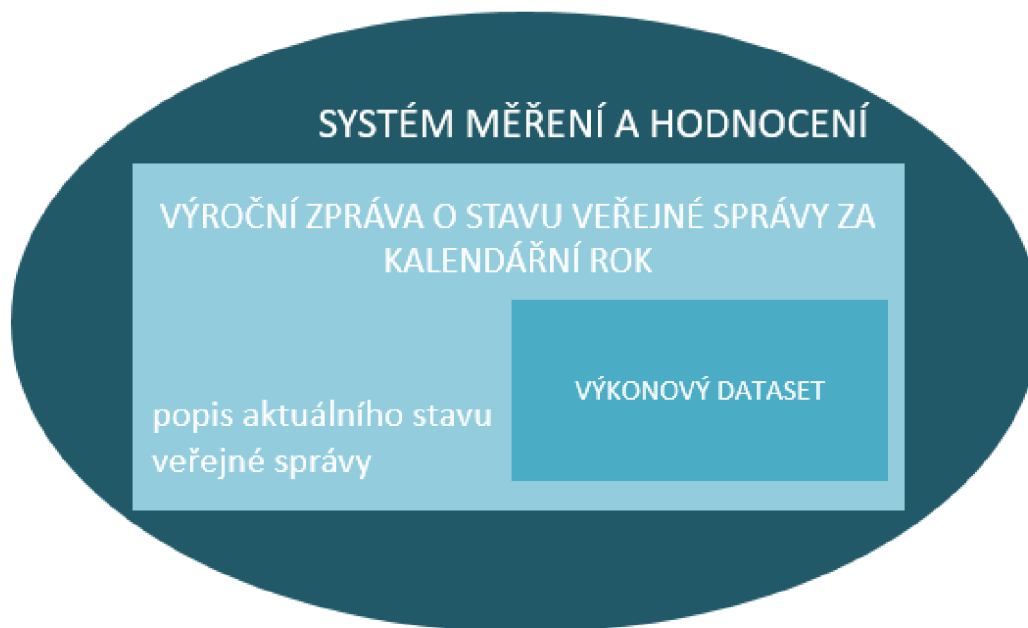 SYSTÉM MĚŘENÍ A HODNOCENÍ
VÝROČNÍ ZPRÁVA O STAVU VEŘEJNÉ SPRÁVY ZA
KALENDÁŘNÍ ROK
VÝKONOVÝ DATASET
popis aktuálního stavu
veřejné správy